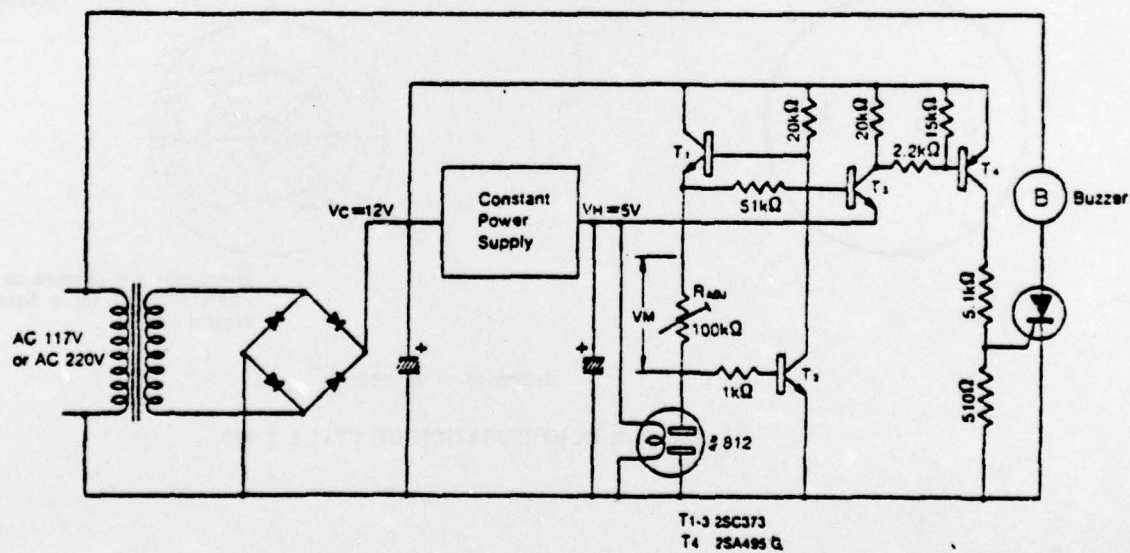 20kΩ
20kΩ
15kΩ
2.2kΩ
T1
T3
T4
51kΩ
B
Buzzer
Constant
Power
Supply
VC=12V
VH=5V
RADJ
100kΩ
VM
5.1kΩ
AC 117V
or AC 220V
1kΩ
T2
510Ω
812
T1-3 2SC373
T4 2SA495